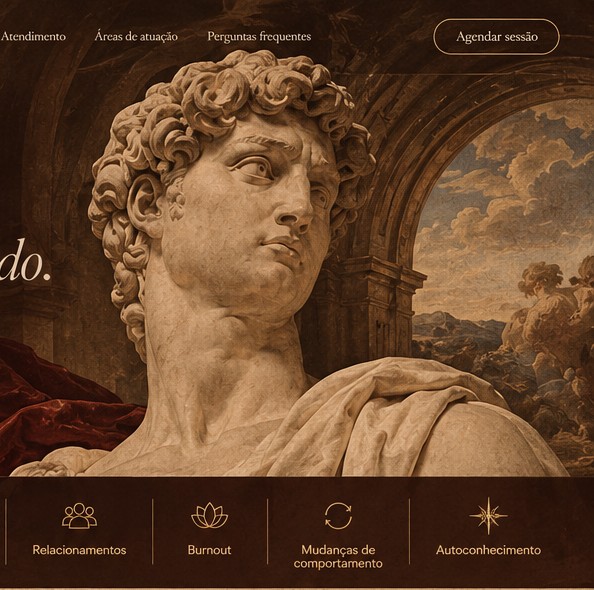 Atendimento Áreas de atuação Perguntas frequentes Agendar sessão
do.
Relacionamentos Burnout Mudanças de comportamento Autoconhecimento